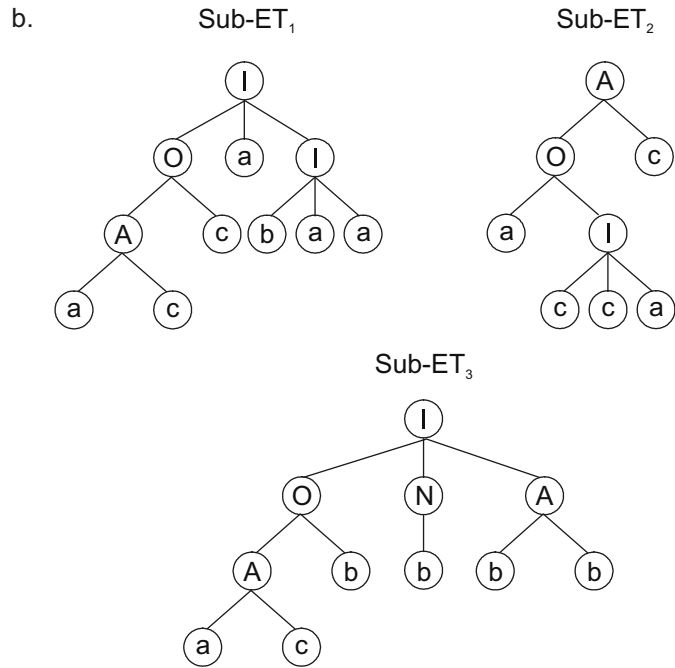 b. Sub-ET₁ Sub-ET₂
I A
O a I O c
A c b a a a I
a c c c a
Sub-ET₃
I
O N A
A b b b b
a c